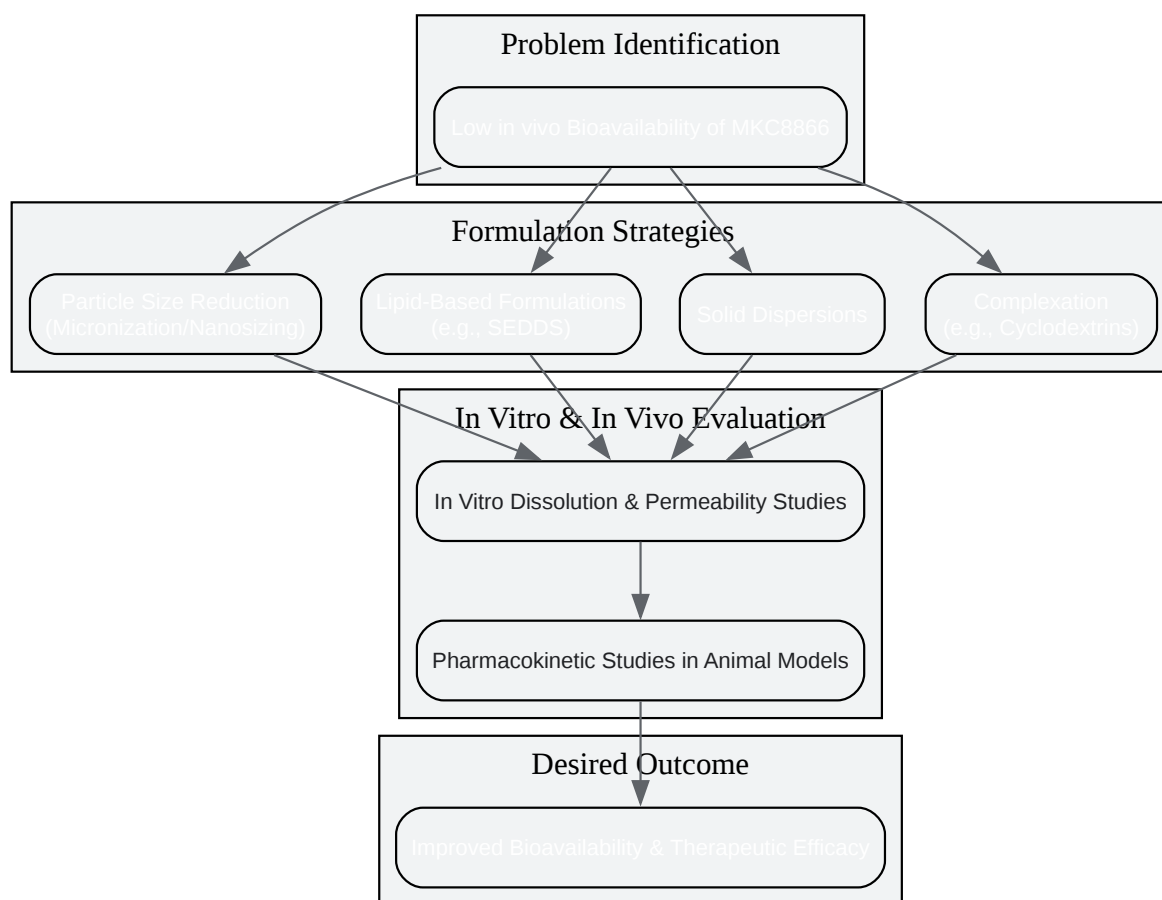 Problem Identification
Low in vivo Bioavailability of MKC8866
Formulation Strategies
Particle Size Reduction
(Micronization/Nanosizing)
Lipid-Based Formulations
(e.g., SEDDS)
Solid Dispersions
Complexation
(e.g., Cyclodextrins)
In Vitro & In Vivo Evaluation
In Vitro Dissolution & Permeability Studies
Pharmacokinetic Studies in Animal Models
Desired Outcome
Improved Bioavailability & Therapeutic Efficacy